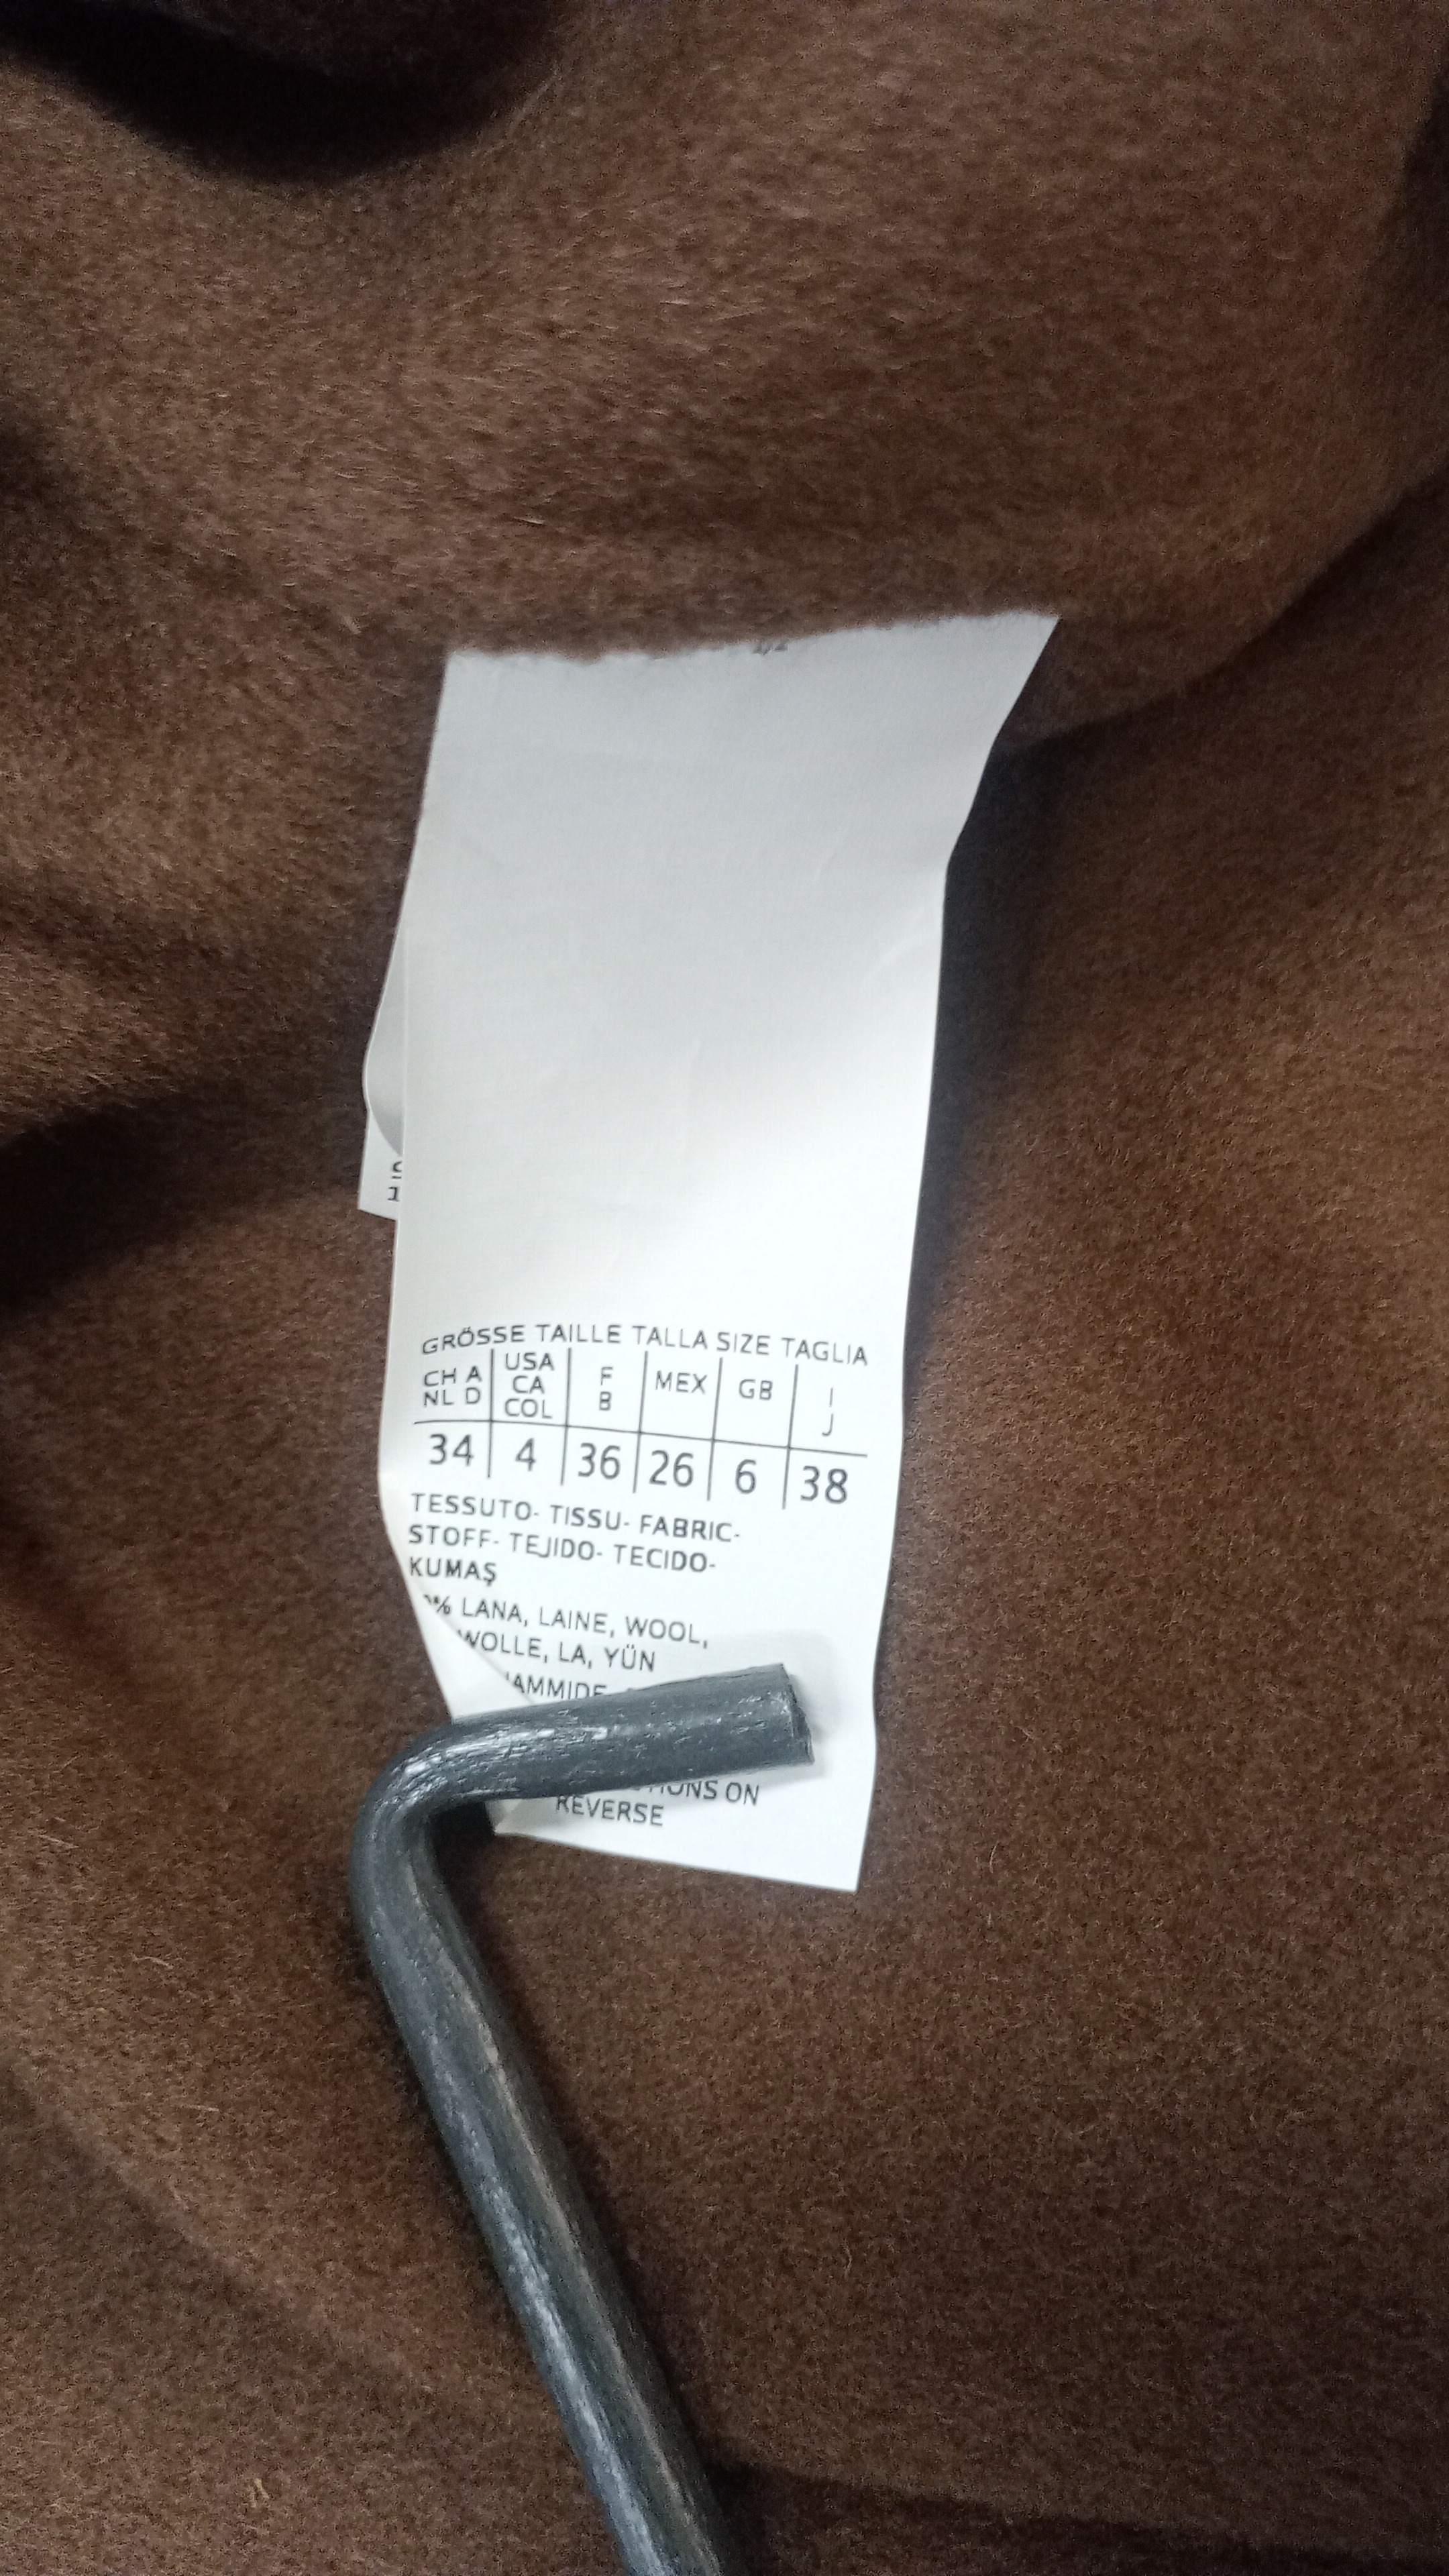 GRÖSSE TAILLE TALLA SIZE TAGLIA
CH A NL D USA CA COL F B MEX GB I J
34 4 36 26 6 38
TESSUTO- TISSU- FABRIC-
STOFF- TEJIDO- TECIDO-
KUMAŞ
% LANA, LAINE, WOOL,
WOLLE, LA, YÜN
ON
REVERSE